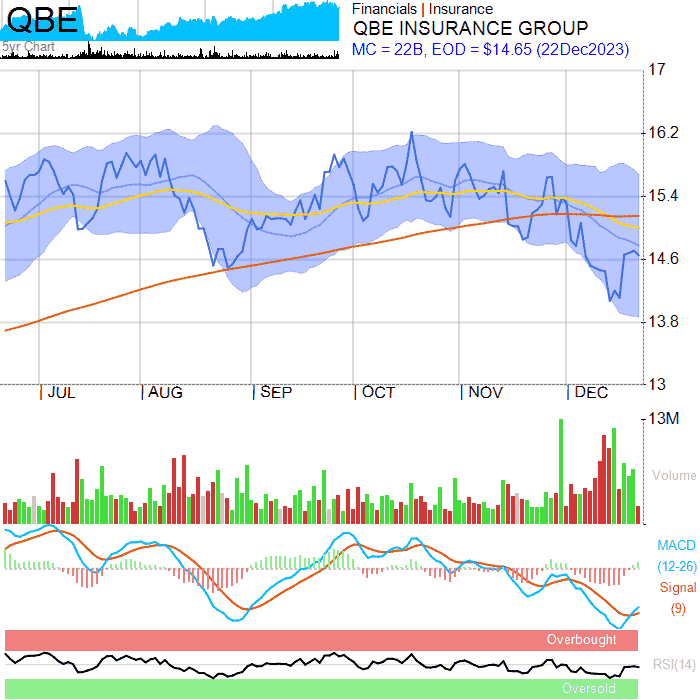 QBE
5yr Chart
Financials | Insurance
QBE INSURANCE GROUP
MC = 22B, EOD = $14.65 (22Dec2023)
17
16.2
15.4
14.6
13.8
13
| JUL | AUG | SEP | OCT | NOV | DEC
13M
Volume
MACD
(12-26)
Signal
(9)
Overbought
RSI(14)
Oversold